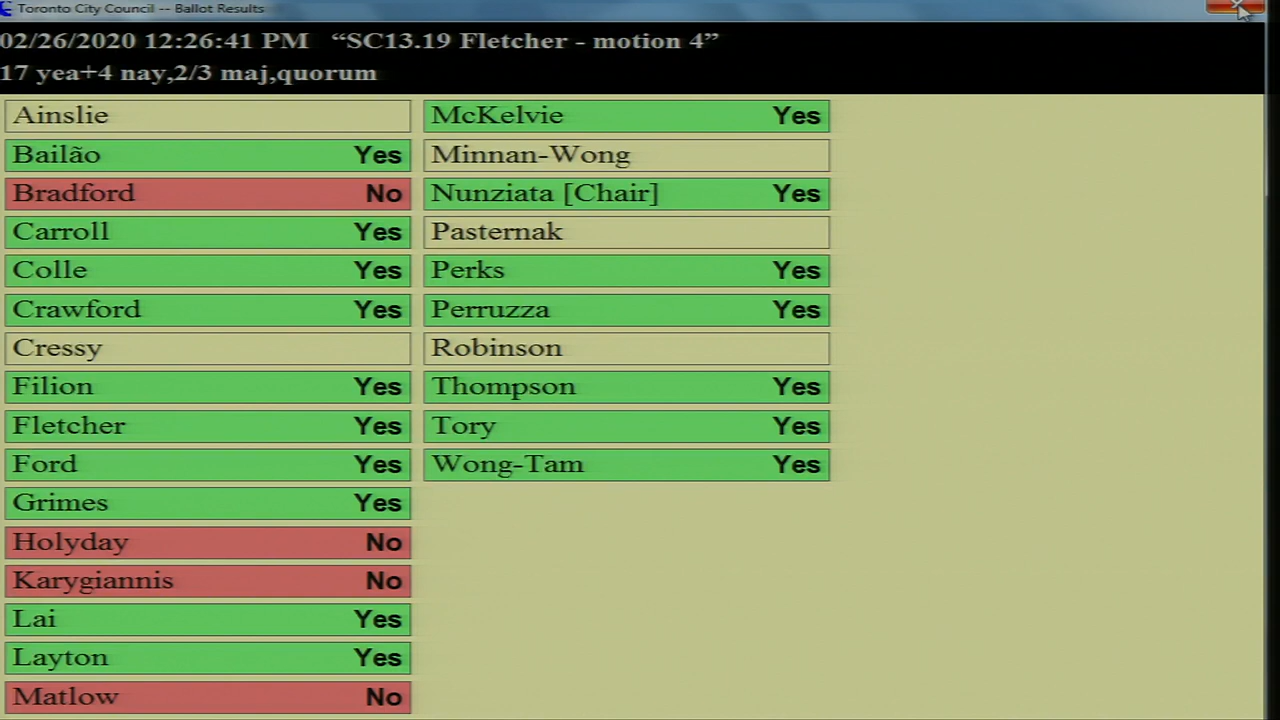 Toronto City Council -- Ballot Results
02/26/2020 12:26:41 PM “SC13.19 Fletcher - motion 4”
17 yea+4 nay,2/3 maj,quorum
Ainslie
Bailão Yes
Bradford No
Carroll Yes
Colle Yes
Crawford Yes
Cressy
Filion Yes
Fletcher Yes
Ford Yes
Grimes Yes
Holyday No
Karygiannis No
Lai Yes
Layton Yes
Matlow No
McKelvie Yes
Minnan-Wong
Nunziata [Chair] Yes
Pasternak
Perks Yes
Perruzza Yes
Robinson
Thompson Yes
Tory Yes
Wong-Tam Yes